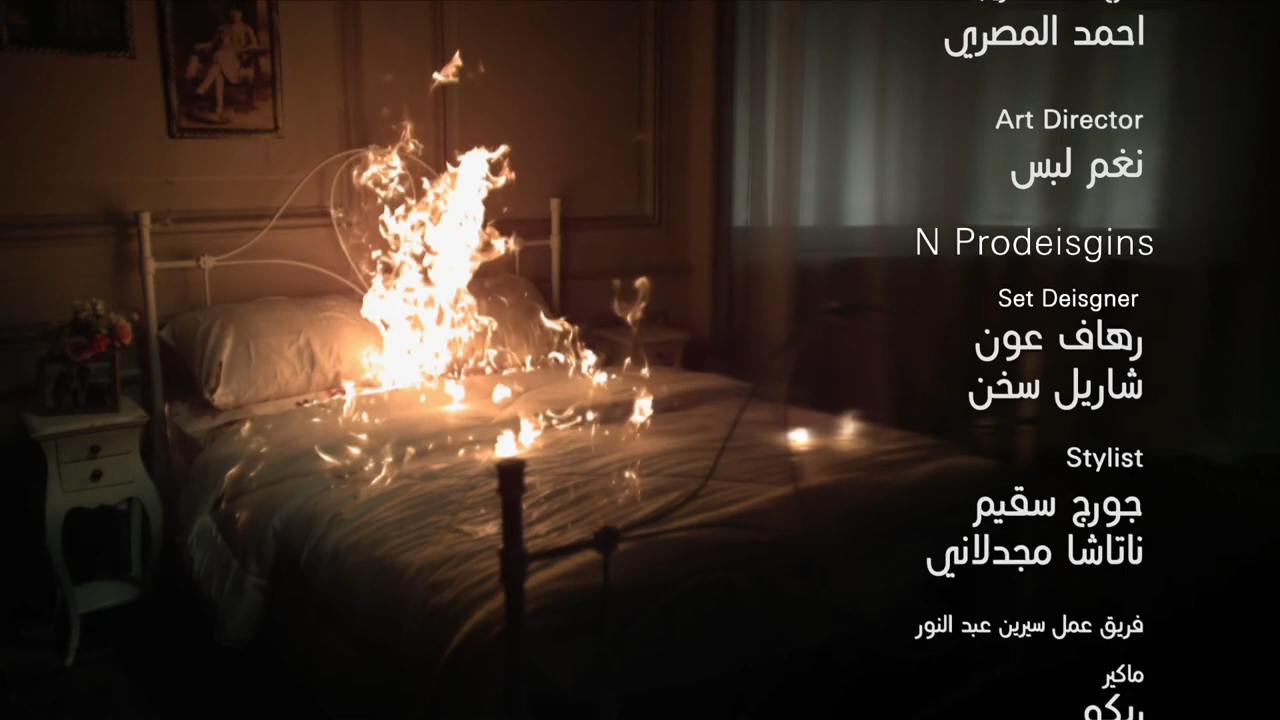 احمد المصري
Art Director
نغم لبس
N Prodeisgins
Set Deisgner
رهاف عون
شاريل سخن
Stylist
جورج سقيم
ناتاشا مجدلاني
فريق عمل سيرين عبد النور
ماكير
ريكو